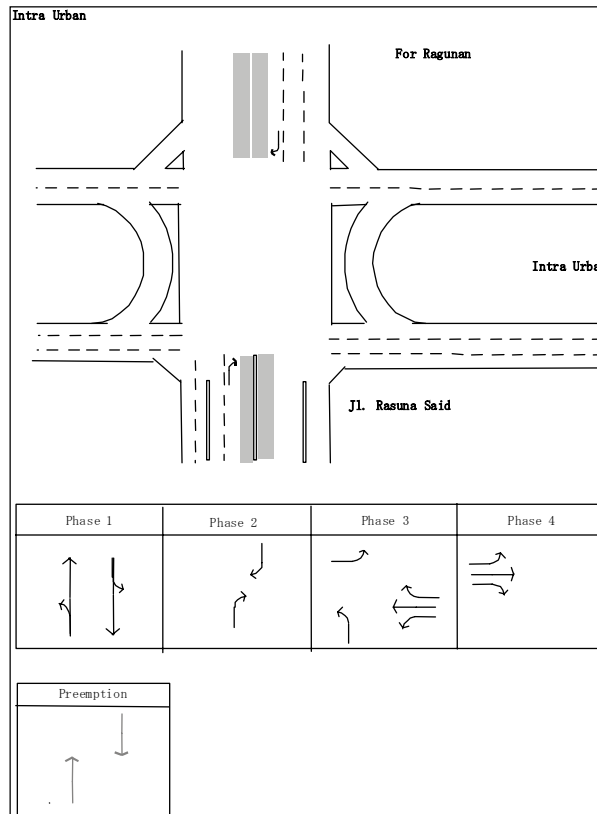 Intra Urban
For Ragunan
Intra Urba
Jl. Rasuna Said
Phase 1
Phase 2
Phase 3
Phase 4
Preemption